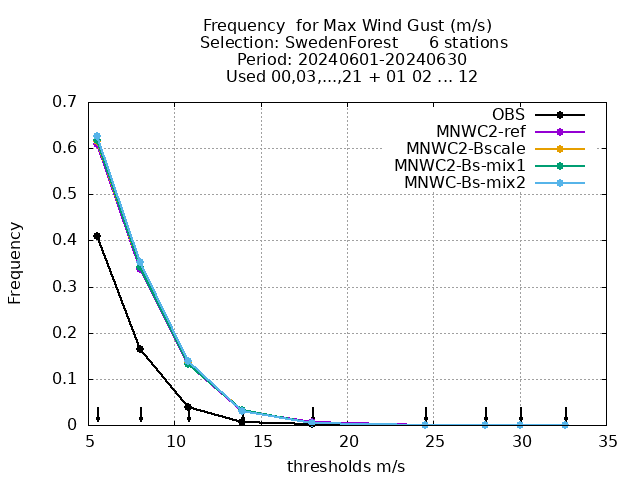 Frequency  for Max Wind Gust (m/s)
Selection: SwedenForest      6 stations
Period: 20240601-20240630
Used 00,03,...,21 + 01 02 ... 12
OBS
MNWC2-ref
MNWC2-Bscale
MNWC2-Bs-mix1
MNWC-Bs-mix2
Frequency
0.7
0.6
0.5
0.4
0.3
0.2
0.1
0
5 10 15 20 25 30 35
thresholds m/s